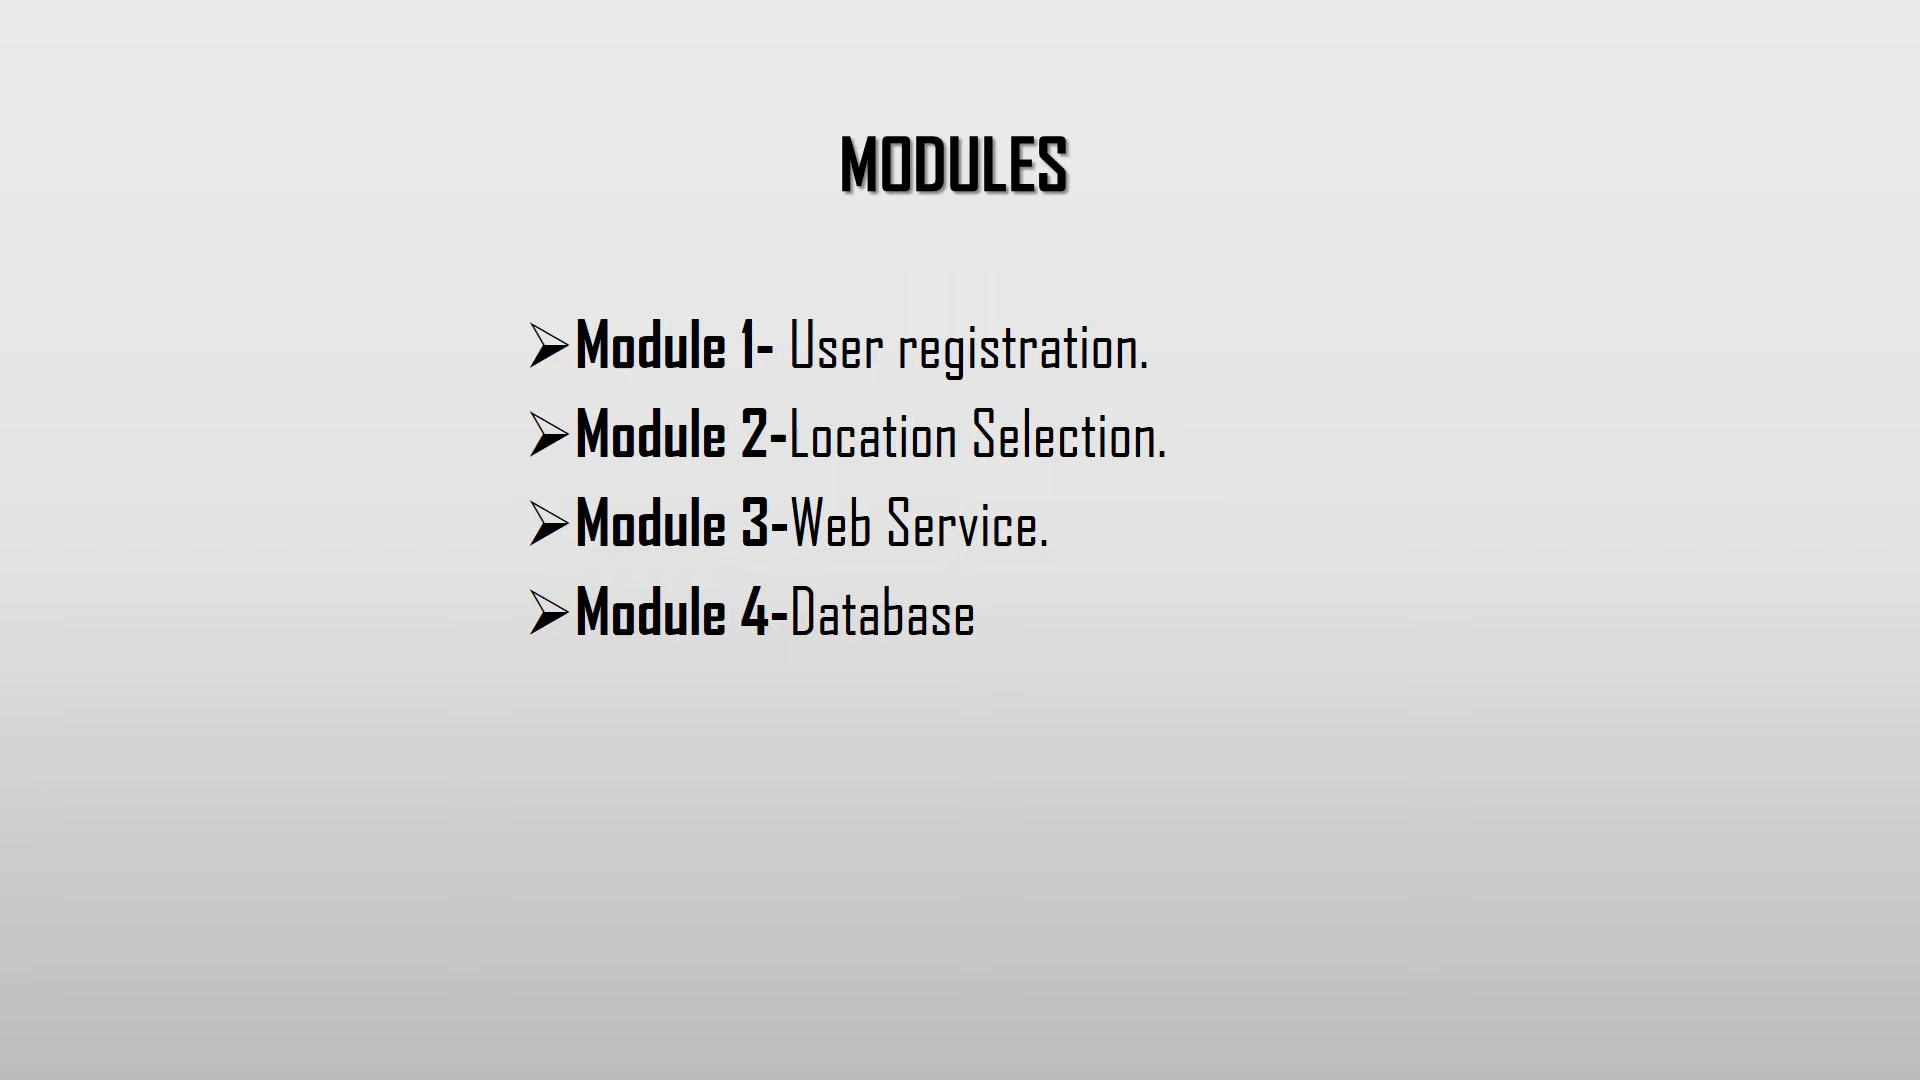 MODULES
➢Module 1- User registration.
➢Module 2-Location Selection.
➢Module 3-Web Service.
➢Module 4-Database